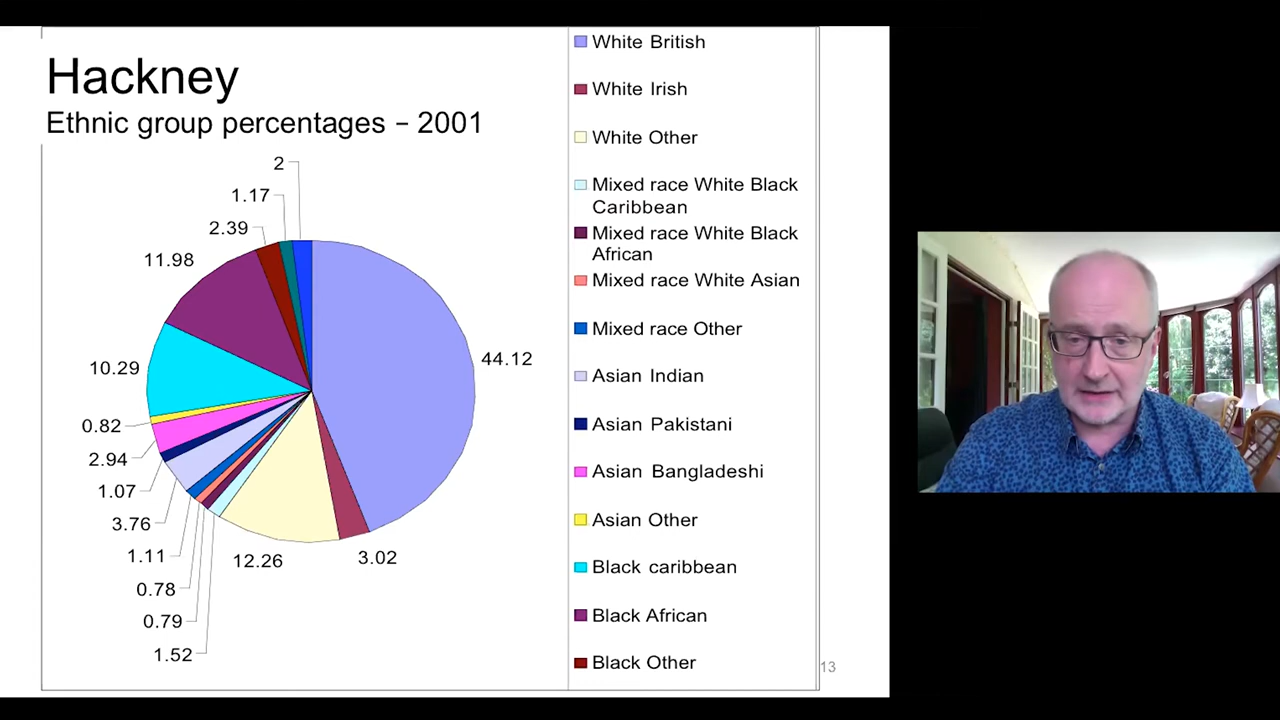 Hackney
Ethnic group percentages – 2001
2
1.17
2.39
11.98
10.29
0.82
2.94
1.07
3.76
1.11
0.78
0.79
1.52
12.26
3.02
44.12
White British
White Irish
White Other
Mixed race White Black
Caribbean
Mixed race White Black
African
Mixed race White Asian
Mixed race Other
Asian Indian
Asian Pakistani
Asian Bangladeshi
Asian Other
Black caribbean
Black African
Black Other
13